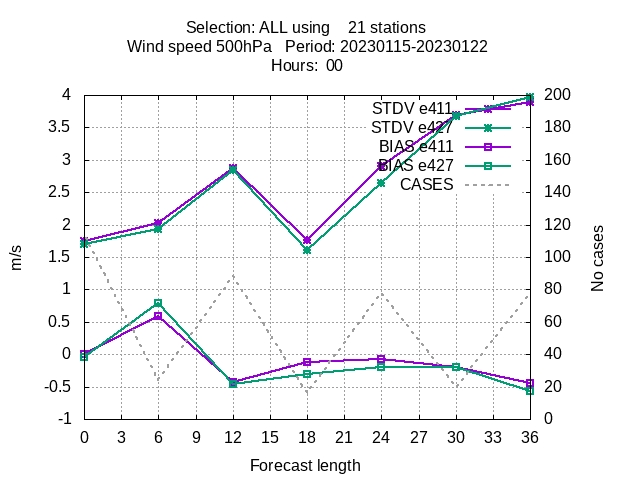 Selection: ALL using    21 stations
Wind speed 500hPa   Period: 20230115-20230122
Hours:  00
STDV e411
STDV e427
BIAS e411
BIAS e427
CASES
4
3.5
3
2.5
2
1.5
1
0.5
0
-0.5
-1
m/s
200
180
160
140
120
100
80
60
40
20
0
No cases
0 3 6 9 12 15 18 21 24 27 30 33 36
Forecast length